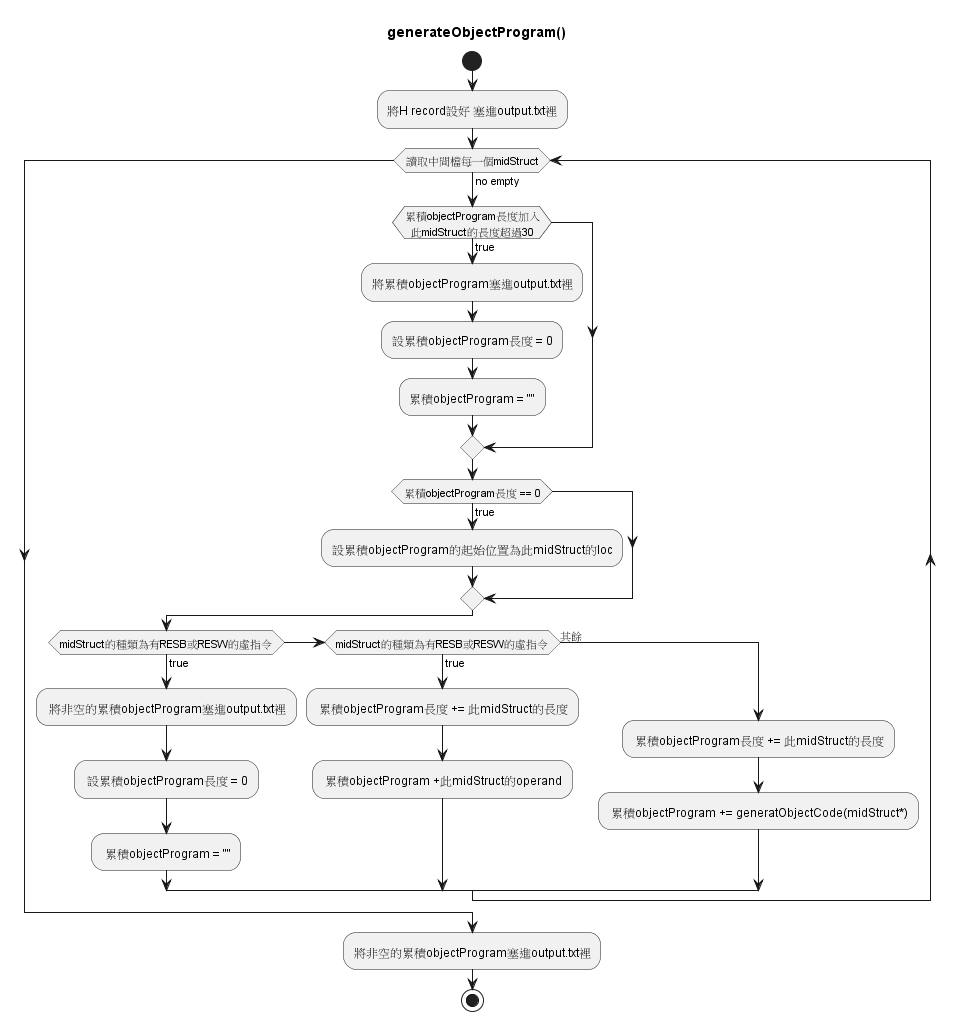 generateObjectProgram()
將H record設好 塞進output.txt裡
讀取中間檔每一個midStruct
no empty
累積objectProgram長度加入
此midStruct的長度超過30
true
將累積objectProgram塞進output.txt裡
設累積objectProgram長度 = 0
累積objectProgram = ""
累積objectProgram長度 == 0
true
設累積objectProgram的起始位置為此midStruct的loc
midStruct的種類為有RESB或RESW的虛指令
true
將非空的累積objectProgram塞進output.txt裡
設累積objectProgram長度 = 0
累積objectProgram = ""
midStruct的種類為有RESB或RESW的虛指令
true
累積objectProgram長度 += 此midStruct的長度
累積objectProgram +此midStruct的operand
其餘
累積objectProgram長度 += 此midStruct的長度
累積objectProgram += generatObjectCode(midStruct*)
將非空的累積objectProgram塞進output.txt裡